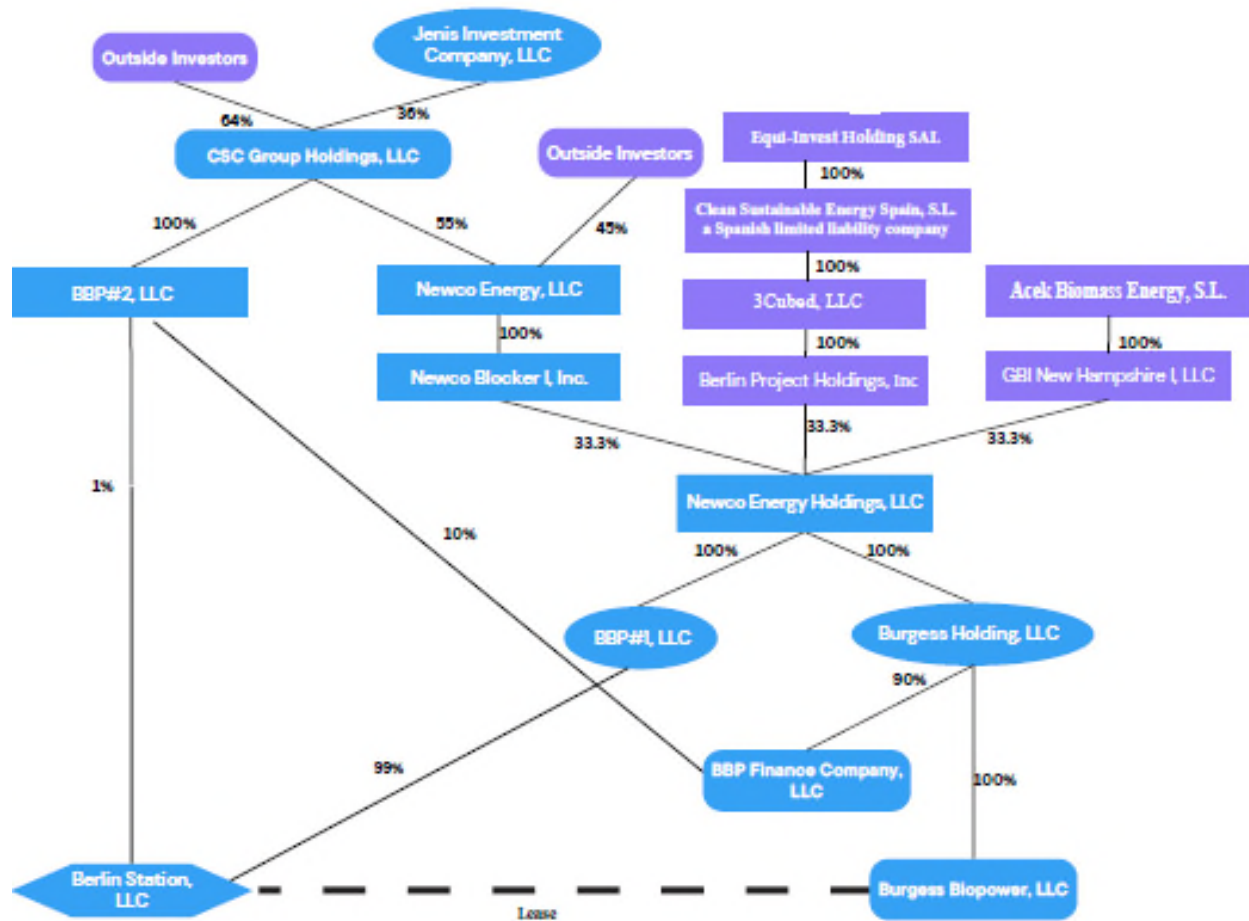 Outside Investors
Jenis Investment
Company, LLC
64%
36%
CSC Group Holdings, LLC
Outside Investors
Equi-Invest Holding SAL
100%
Clean Sustainable Energy Spain, S.L.
a Spanish limited liability company
100%
55%
45%
100%
BBP#2, LLC
Newco Energy, LLC
3Cubed, LLC
Acek Biomass Energy, S.L.
100%
100%
100%
Newco Blocker I, Inc.
Berlin Project Holdings, Inc
GBI New Hampshire I, LLC
33.3%
33.3%
33.3%
1%
Newco Energy Holdings, LLC
10%
100%
100%
BBP#1, LLC
Burgess Holding, LLC
90%
99%
BBP Finance Company,
LLC
100%
Berlin Station,
LLC
Burgess Biopower, LLC
Lease